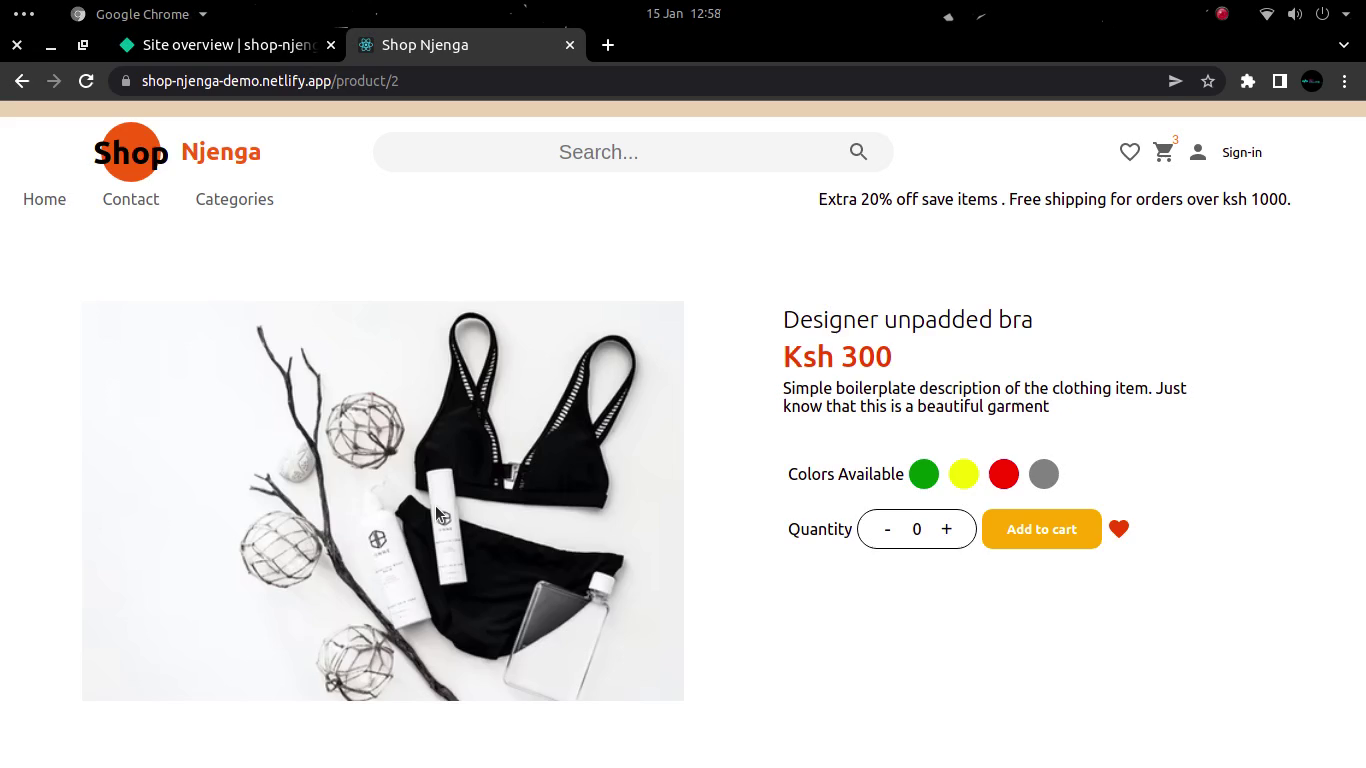 Google Chrome
15 Jan 12:58
Site overview | shop-njeng
Shop Njenga
shop-njenga-demo.netlify.app/product/2
Shop Njenga
Search...
3
Sign-in
Home Contact Categories
Extra 20% off save items . Free shipping for orders over ksh 1000.
Designer unpadded bra
Ksh 300
Simple boilerplate description of the clothing item. Just
know that this is a beautiful garment
Colors Available
Quantity - 0 + Add to cart